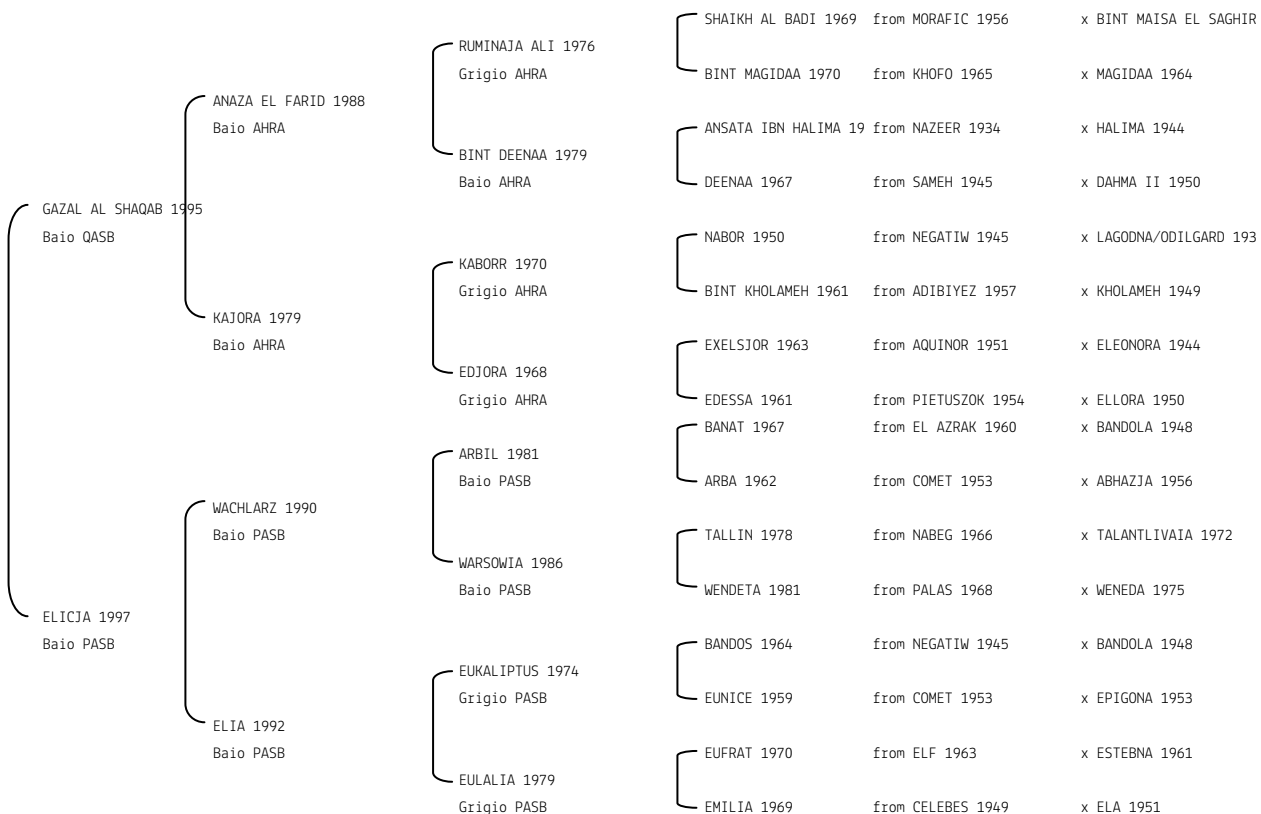 SHAIKH AL BADI 1969 from MORAFIC 1956 x BINT MAISA EL SAGHIR
RUMINAJA ALI 1976
Grigio AHRA BINT MAGIDAA 1970 from KHOFO 1965 x MAGIDAA 1964
ANAZA EL FARID 1988
Baio AHRA ANSATA IBN HALIMA 19 from NAZEER 1934 x HALIMA 1944
BINT DEENAA 1979
Baio AHRA DEENAA 1967 from SAMEH 1945 x DAHMA II 1950
GAZAL AL SHAQAB 1995
Baio QASB NABOR 1950 from NEGATIW 1945 x LAGODNA/ODILGARD 193
KABORR 1970
Grigio AHRA BINT KHOLAMEH 1961 from ADIBIYEZ 1957 x KHOLAMEH 1949
KAJORA 1979
Baio AHRA EXELSJOR 1963 from AQUINOR 1951 x ELEONORA 1944
EDJORA 1968
Grigio AHRA EDESSA 1961 from PIETUSZOK 1954 x ELLORA 1950
BANAT 1967 from EL AZRAK 1960 x BANDOLA 1948
ARBIL 1981
Baio PASB ARBA 1962 from COMET 1953 x ABHAZJA 1956
WACHLARZ 1990
Baio PASB TALLIN 1978 from NABEG 1966 x TALANTLIVAIA 1972
WARSOWIA 1986
Baio PASB WENDETA 1981 from PALAS 1968 x WENEDA 1975
ELICJA 1997
Baio PASB BANDOS 1964 from NEGATIW 1945 x BANDOLA 1948
EUKALIPTUS 1974
Grigio PASB EUNICE 1959 from COMET 1953 x EPIGONA 1953
ELIA 1992
Baio PASB EUFRAT 1970 from ELF 1963 x ESTEBNA 1961
EULALIA 1979
Grigio PASB EMILIA 1969 from CELEBES 1949 x ELA 1951